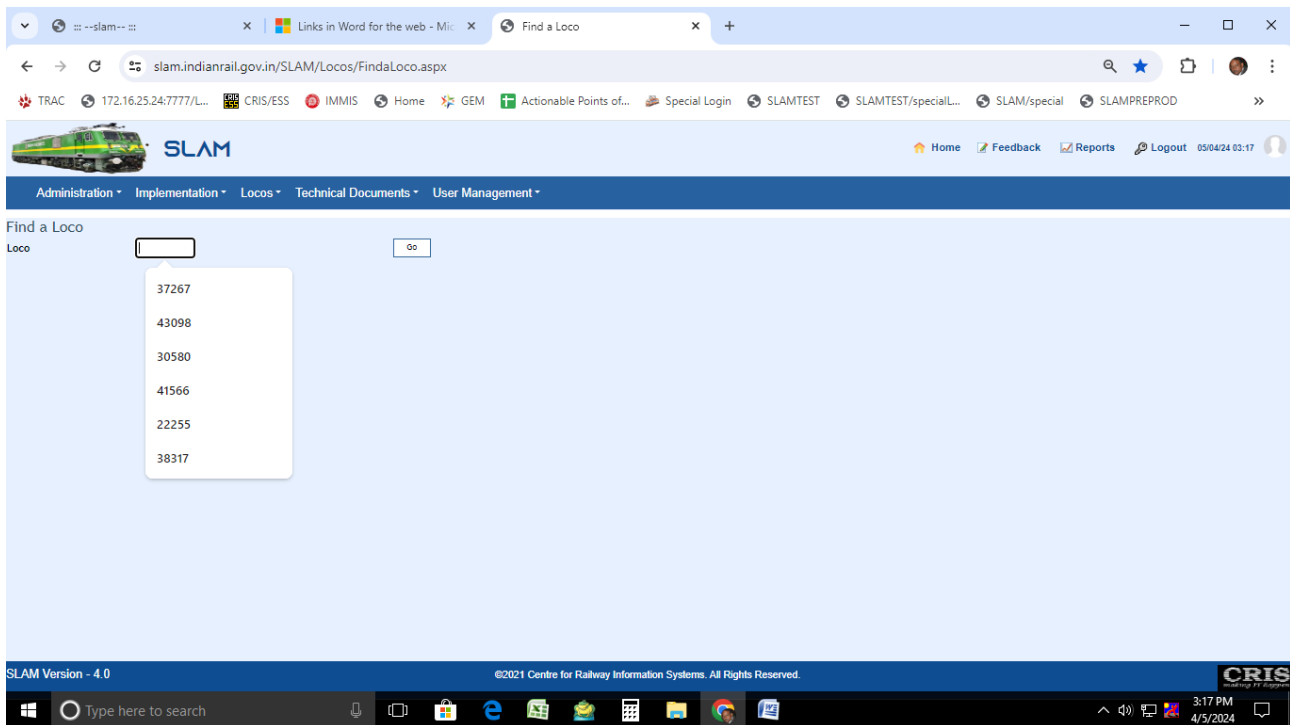 ::: --slam-- :::
Links in Word for the web - Mic
Find a Loco
slam.indianrail.gov.in/SLAM/Locos/FindaLoco.aspx
TRAC 172.16.25.24:7777/L... CRIS/ESS IMMIS Home GEM Actionable Points of... Special Login SLAMTEST SLAMTEST/specialL... SLAM/special SLAMPREPROD »
SLAM
Home Feedback Reports Logout 05/04/24 03:17
Administration Implementation Locos Technical Documents User Management
Find a Loco
Loco Go
37267
43098
30580
41566
22255
38317
SLAM Version - 4.0 ©2021 Centre for Railway Information Systems. All Rights Reserved. CRIS
Type here to search
3:17 PM
4/5/2024